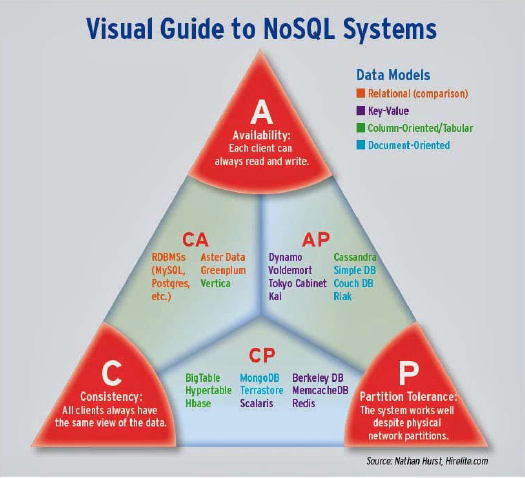 Visual Guide to NoSQL Systems
Data Models
Relational (comparison)
Key-Value
Column-Oriented/Tabular
Document-Oriented
A
Availability:
Each client can
always read and write.
CA
RDBMSs
(MySQL,
Postgres,
etc.)
Aster Data
Greenplum
Vertica
AP
Dynamo
Voldemort
Tokyo Cabinet
Kai
Cassandra
Simple DB
Couch DB
Riak
C
Consistency:
All clients always have
the same view of the data.
CP
BigTable
Hypertable
Hbase
MongoDB
Terrastore
Scalaris
Berkeley DB
MemcacheDB
Redis
P
Partition Tolerance:
The system works well
despite physical
network partitions.
Source: Nathan Hurst, Hirelite.com